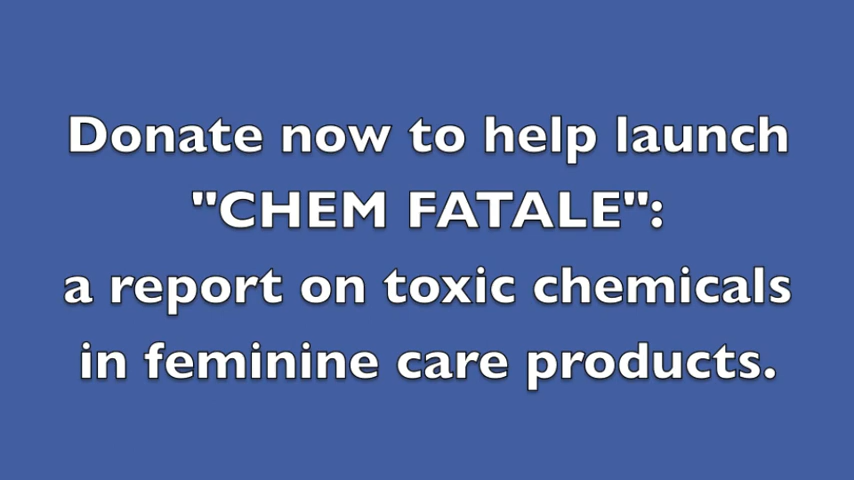 Donate now to help launch
"CHEM FATALE":
a report on toxic chemicals
in feminine care products.